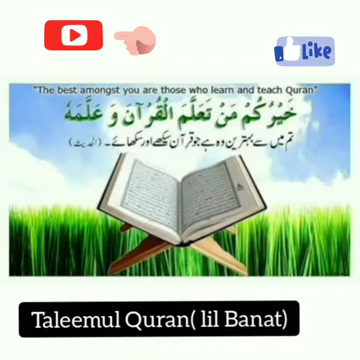 Like
"The best amongst you are those who learn and teach Quran"
خَيْرُكُمْ مَنْ تَعَلَّمَ الْقُرْآنَ وَ عَلَّمَهُ
تم میں سے بہترین وہ ہے جو قرآن سیکھے اور سکھائے۔ (الحدیث)
Taleemul Quran( lil Banat)